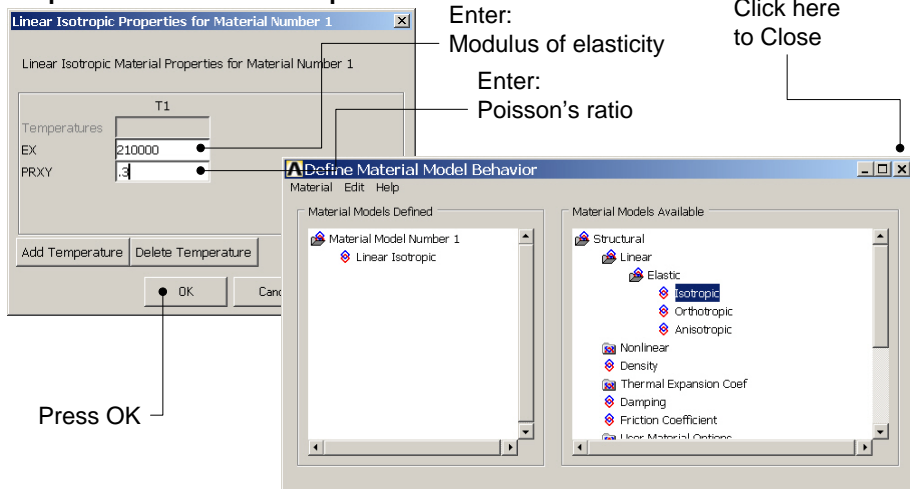 Linear Isotropic Properties for Material Number 1
Linear Isotropic Material Properties for Material Number 1
T1
Temperatures
EX 210000
PRXY .3
Add Temperature Delete Temperature
OK
Press OK
Enter:
Modulus of elasticity
Enter:
Poisson's ratio
Click here
to Close
Define Material Model Behavior
Material Edit Help
Material Models Defined
Material Model Number 1
Linear Isotropic
Material Models Available
Structural
Linear
Elastic
Isotropic
Orthotropic
Anisotropic
Nonlinear
Density
Thermal Expansion Coef
Damping
Friction Coefficient
User Material Options